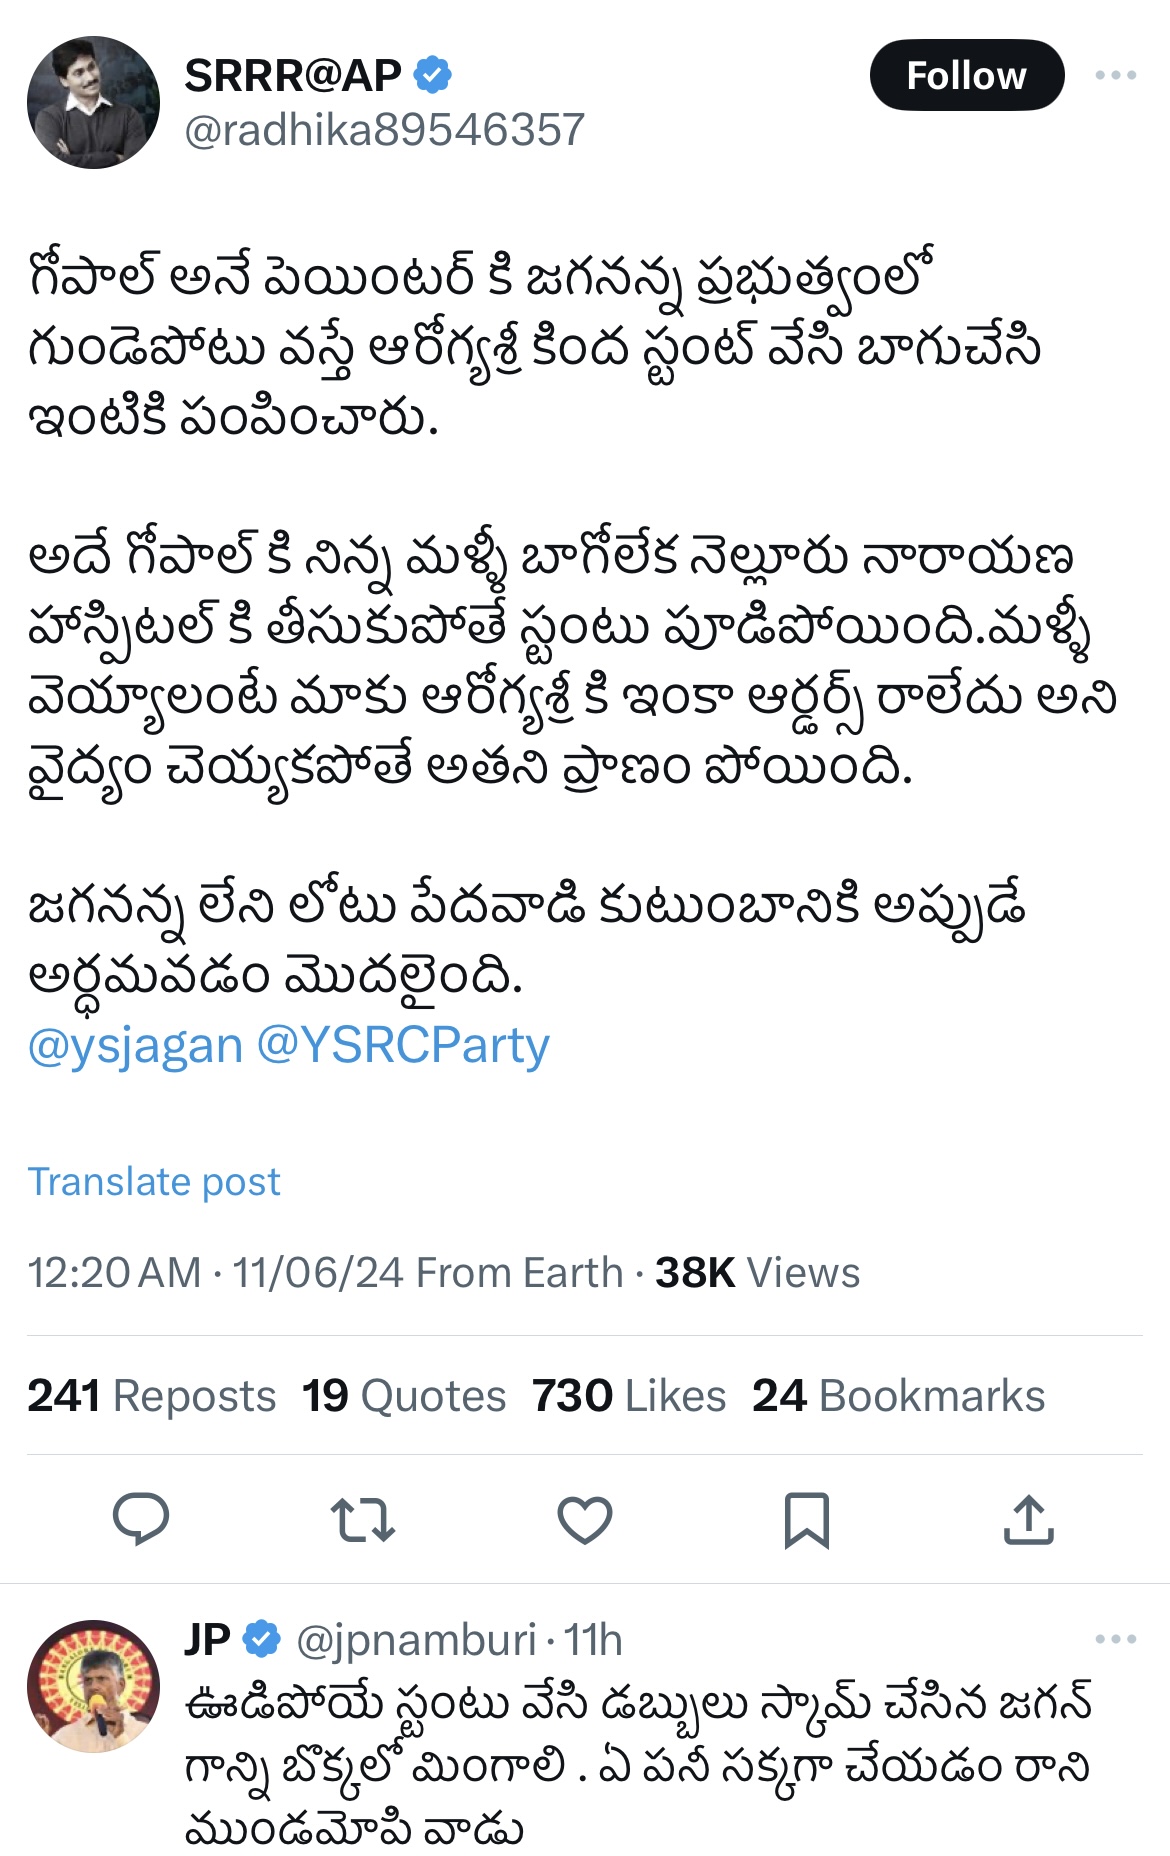 SRRR@AP
Follow
@radhika89546357
గోపాల్ అనే పెయింటర్ కి జగనన్న ప్రభుత్వంలో
గుండెపోటు వస్తే ఆరోగ్యశ్రీ కింద స్టంట్ వేసి బాగుచేసి
ఇంటికి పంపించారు.
అదే గోపాల్ కి నిన్న మళ్ళీ బాగోలేక నెల్లూరు నారాయణ
హాస్పిటల్ కి తీసుకుపోతే స్టంటు పూడిపోయింది.మళ్ళీ
వెయ్యాలంటే మాకు ఆరోగ్యశ్రీ కి ఇంకా ఆర్డర్స్ రాలేదు అని
వైద్యం చెయ్యకపోతే అతని ప్రాణం పోయింది.
జగనన్న లేని లోటు పేదవాడి కుటుంబానికి అప్పుడే
అర్ధమవడం మొదలైంది.
@ysjagan @YSRCParty
Translate post
12:20 AM · 11/06/24 From Earth · 38K Views
241 Reposts 19 Quotes 730 Likes 24 Bookmarks
JP @jpnamburi · 11h
ఊడిపోయే స్టంటు వేసి డబ్బులు స్కామ్ చేసిన జగన్
గాన్ని బొక్కలో మింగాలి . ఏ పనీ సక్కగా చేయడం రాని
ముండమోపి వాడు